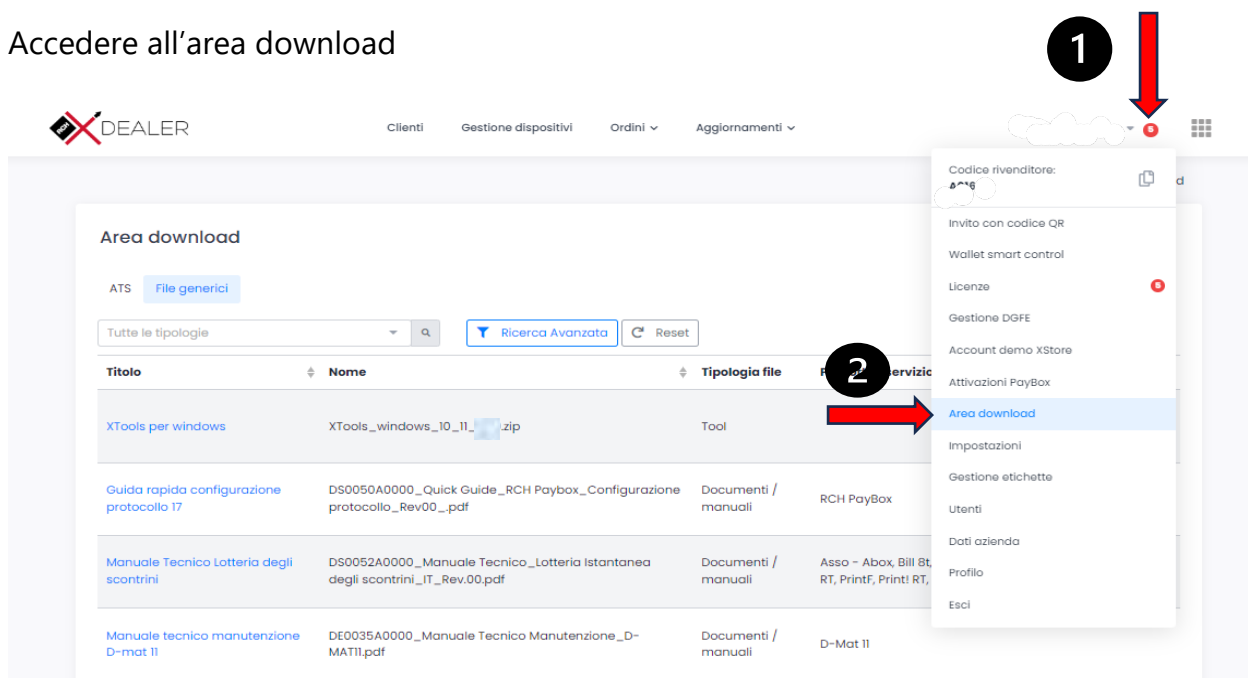 Accedere all’area download
1
RCH
DEALER
Clienti
Gestione dispositivi
Ordini
Aggiornamenti
5
Codice rivenditore:
d
Area download
Invito con codice QR
Wallet smart control
ATS
File generici
Licenze
5
Gestione DGFE
Tutte le tipologie
Ricerca Avanzata
Reset
Account demo XStore
Titolo
Nome
Tipologia file
2
Attivazioni PayBox
XTools per windows
XTools_windows_10_11_
.zip
Tool
Area download
Impostazioni
Gestione etichette
Guida rapida configurazione
protocollo 17
DS0050A0000_Quick Guide_RCH Paybox_Configurazione
protocollo_Rev00_.pdf
Documenti /
manuali
RCH PayBox
Utenti
Dati azienda
Manuale Tecnico Lotteria degli
scontrini
DS0052A0000_Manuale Tecnico_Lotteria Istantanea
degli scontrini_IT_Rev.00.pdf
Documenti /
manuali
Asso - Abox, Bill 8t,
RT, PrintF, Print! RT,
Profilo
Esci
Manuale tecnico manutenzione
D-mat 11
DE0035A0000_Manuale Tecnico Manutenzione_D-
MAT11.pdf
Documenti /
manuali
D-Mat 11